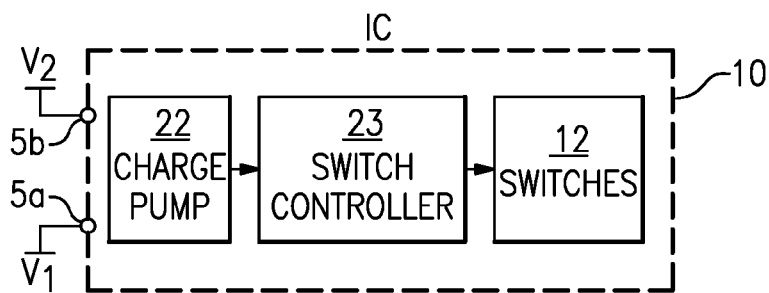 IC
10
V2
5b
5a
V1
22
CHARGE
PUMP
23
SWITCH
CONTROLLER
12
SWITCHES